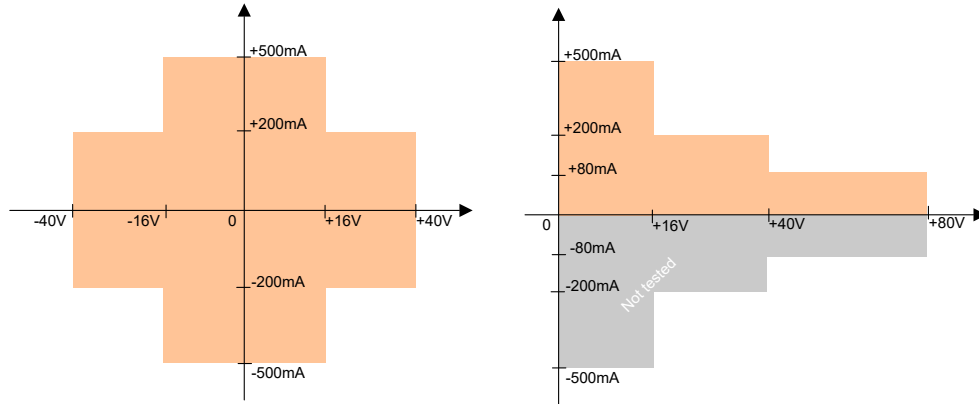 +500mA
+200mA
-40V
-16V
0
+16V
+40V
-200mA
-500mA
+500mA
+200mA
+80mA
0
+16V
+40V
+80V
-80mA
-200mA
Not tested
-500mA